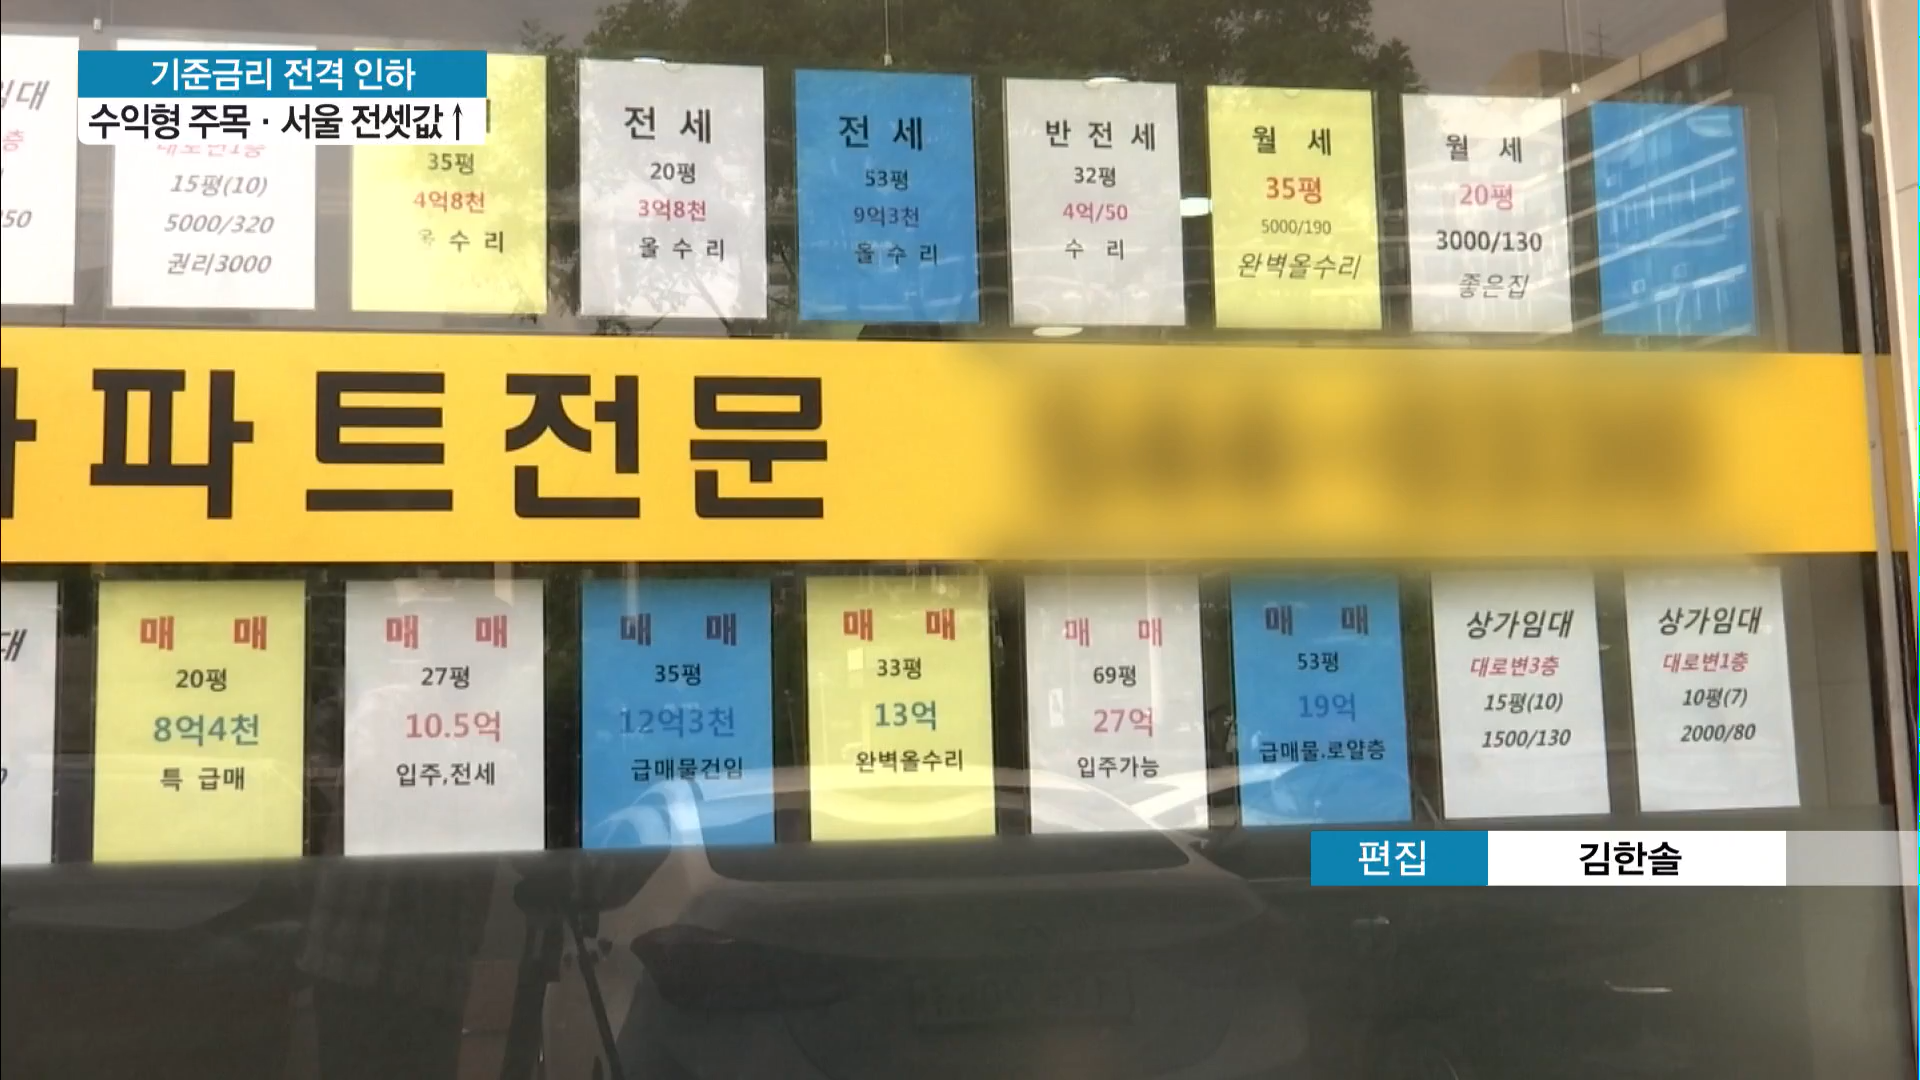 기준금리 전격 인하
수익형 주목·서울 전셋값↑
대로변1층
15평(10)
5000/320
권리3000
35평
4억8천
올 수 리
전 세
20평
3억8천
올 수 리
전 세
53평
9억3천
올 수 리
반 전 세
32평
4억/50
수 리
월 세
35평
5000/190
완벽올수리
월 세
20평
3000/130
좋은집
파트전문
매 매
20평
8억4천
특 급매
매 매
27평
10.5억
입주,전세
매 매
35평
12억3천
급매물건임
매 매
33평
13억
완벽올수리
매 매
69평
27억
입주가능
매 매
53평
19억
급매물.로얄층
상가임대
대로변3층
15평(10)
1500/130
상가임대
대로변1층
10평(7)
2000/80
편집 김한솔